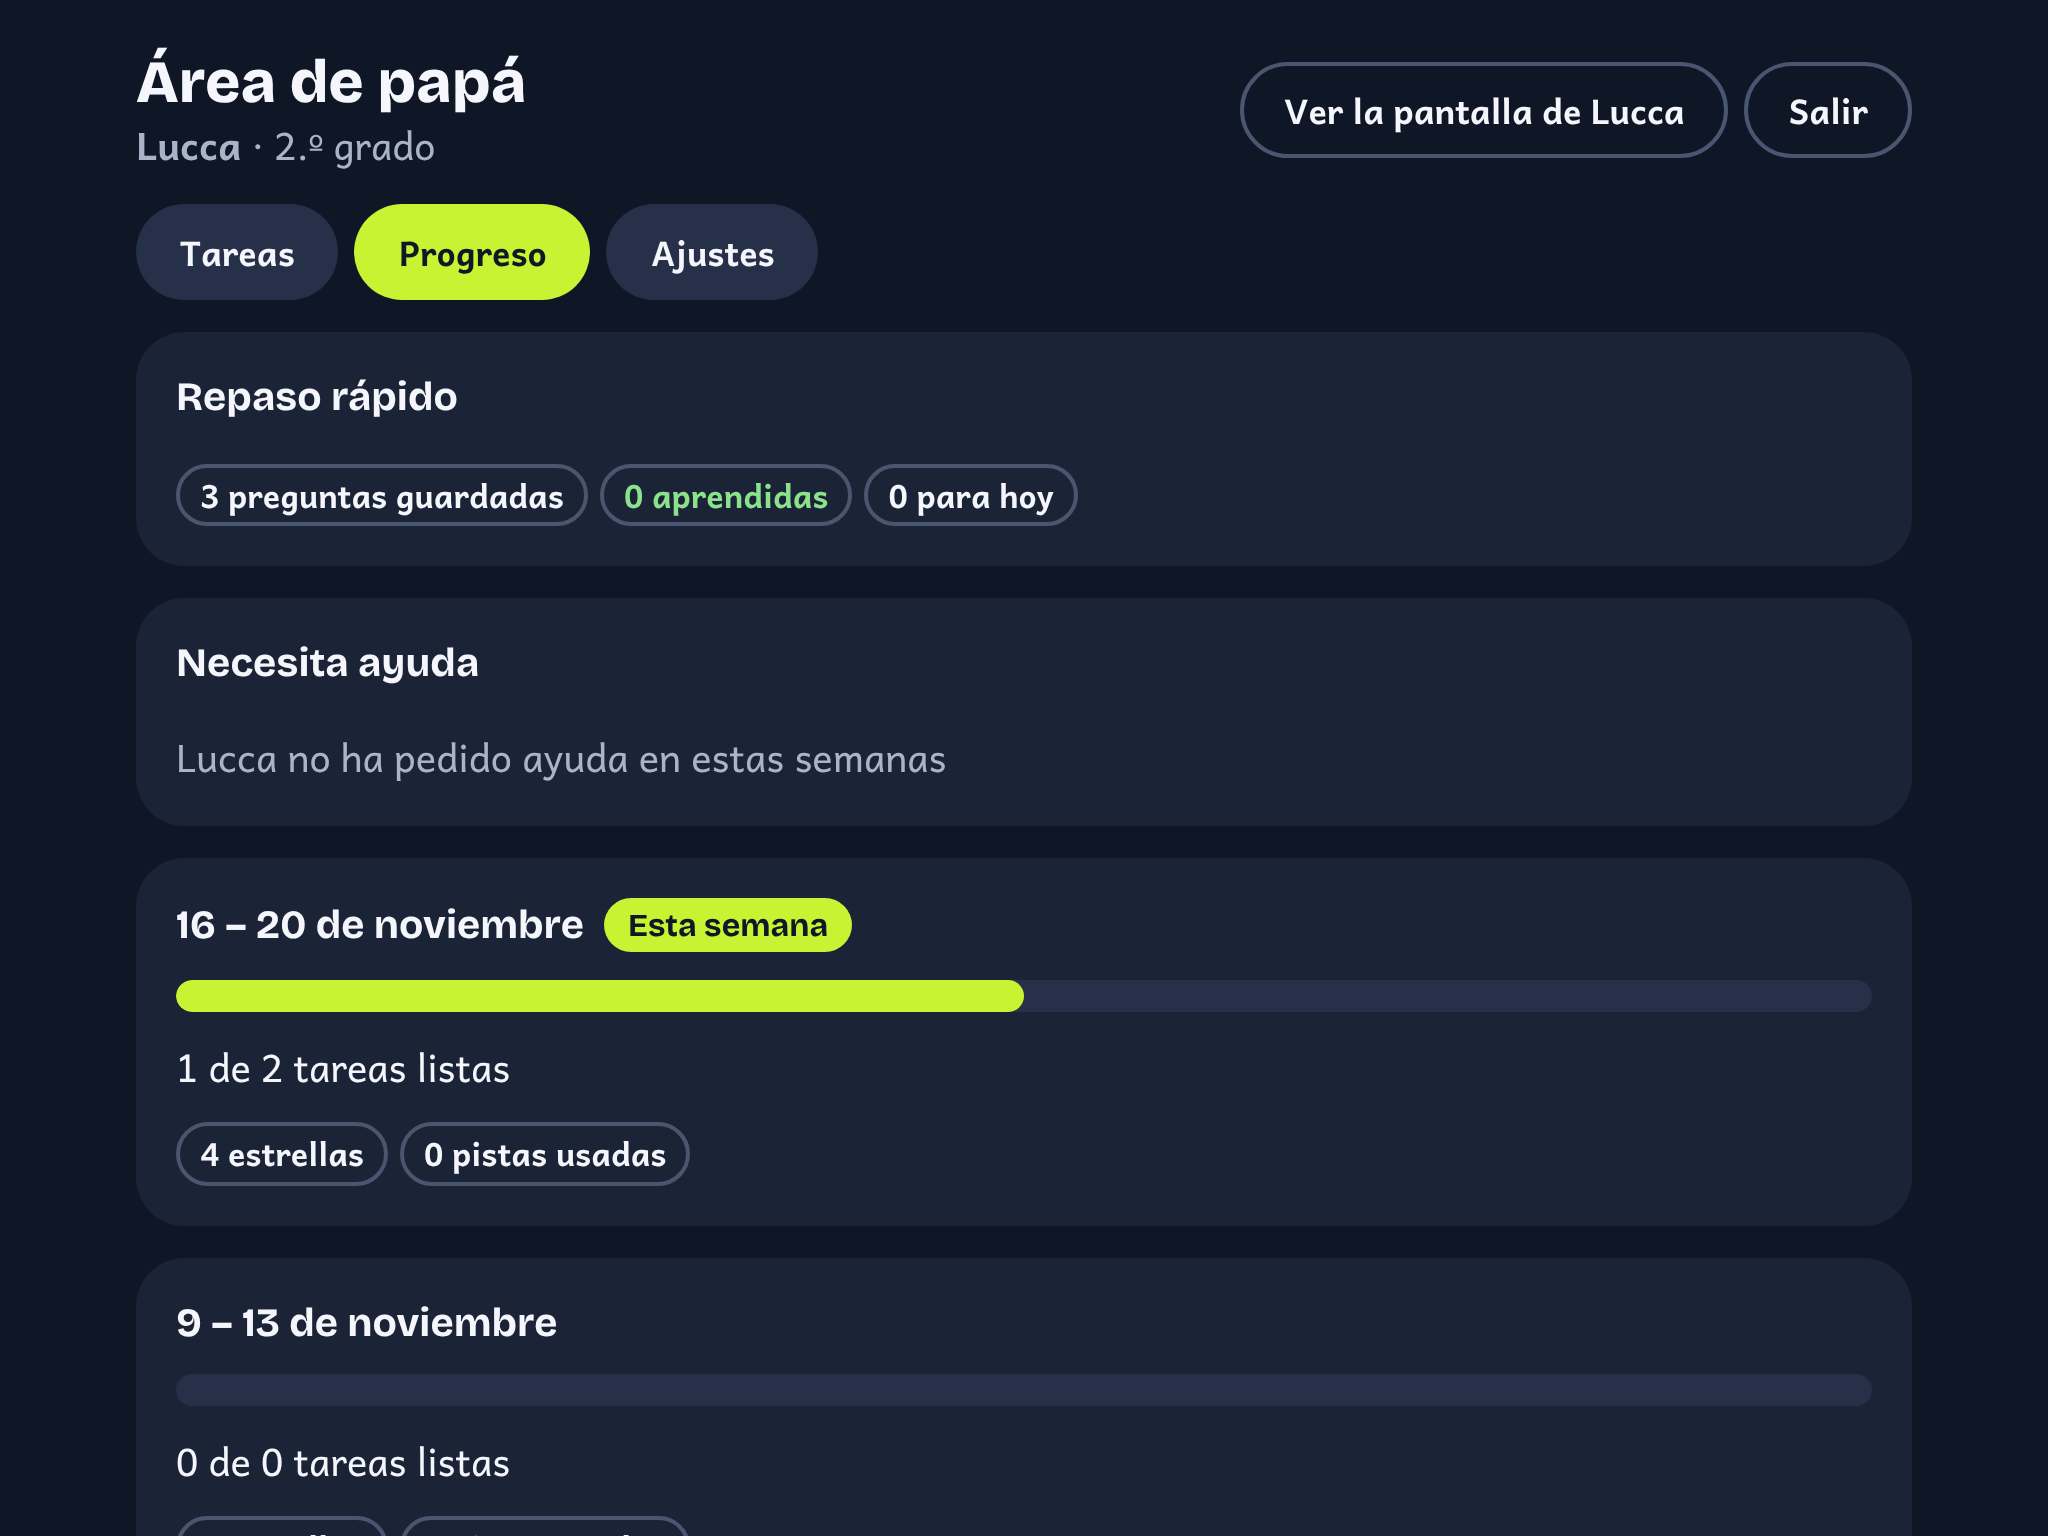 Área de papá
Lucca · 2.º grado
Ver la pantalla de Lucca
Salir
Tareas
Progreso
Ajustes
Repaso rápido
3 preguntas guardadas
0 aprendidas
0 para hoy
Necesita ayuda
Lucca no ha pedido ayuda en estas semanas
16 – 20 de noviembre
Esta semana
1 de 2 tareas listas
4 estrellas
0 pistas usadas
9 – 13 de noviembre
0 de 0 tareas listas